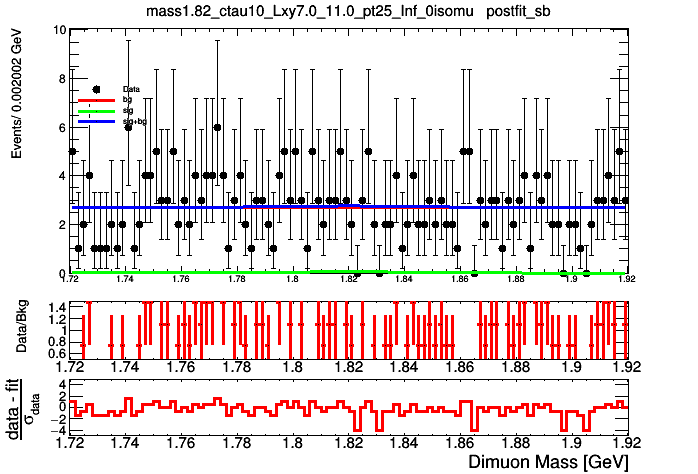 mass1.82_ctau10_Lxy7.0_11.0_pt25_Inf_0isomu postfit_sb
Events/ 0.002002 GeV
10
8
6
4
2
0
Data
bg
sig
sig+bg
1.72 1.74 1.76 1.78 1.8 1.82 1.84 1.86 1.88 1.9 1.92
Data/Bkg
1.4
1.2
1
0.8
0.6
1.72 1.74 1.76 1.78 1.8 1.82 1.84 1.86 1.88 1.9 1.92
data - fit
σdata
4
2
0
−2
−4
1.72 1.74 1.76 1.78 1.8 1.82 1.84 1.86 1.88 1.9 1.92
Dimuon Mass [GeV]